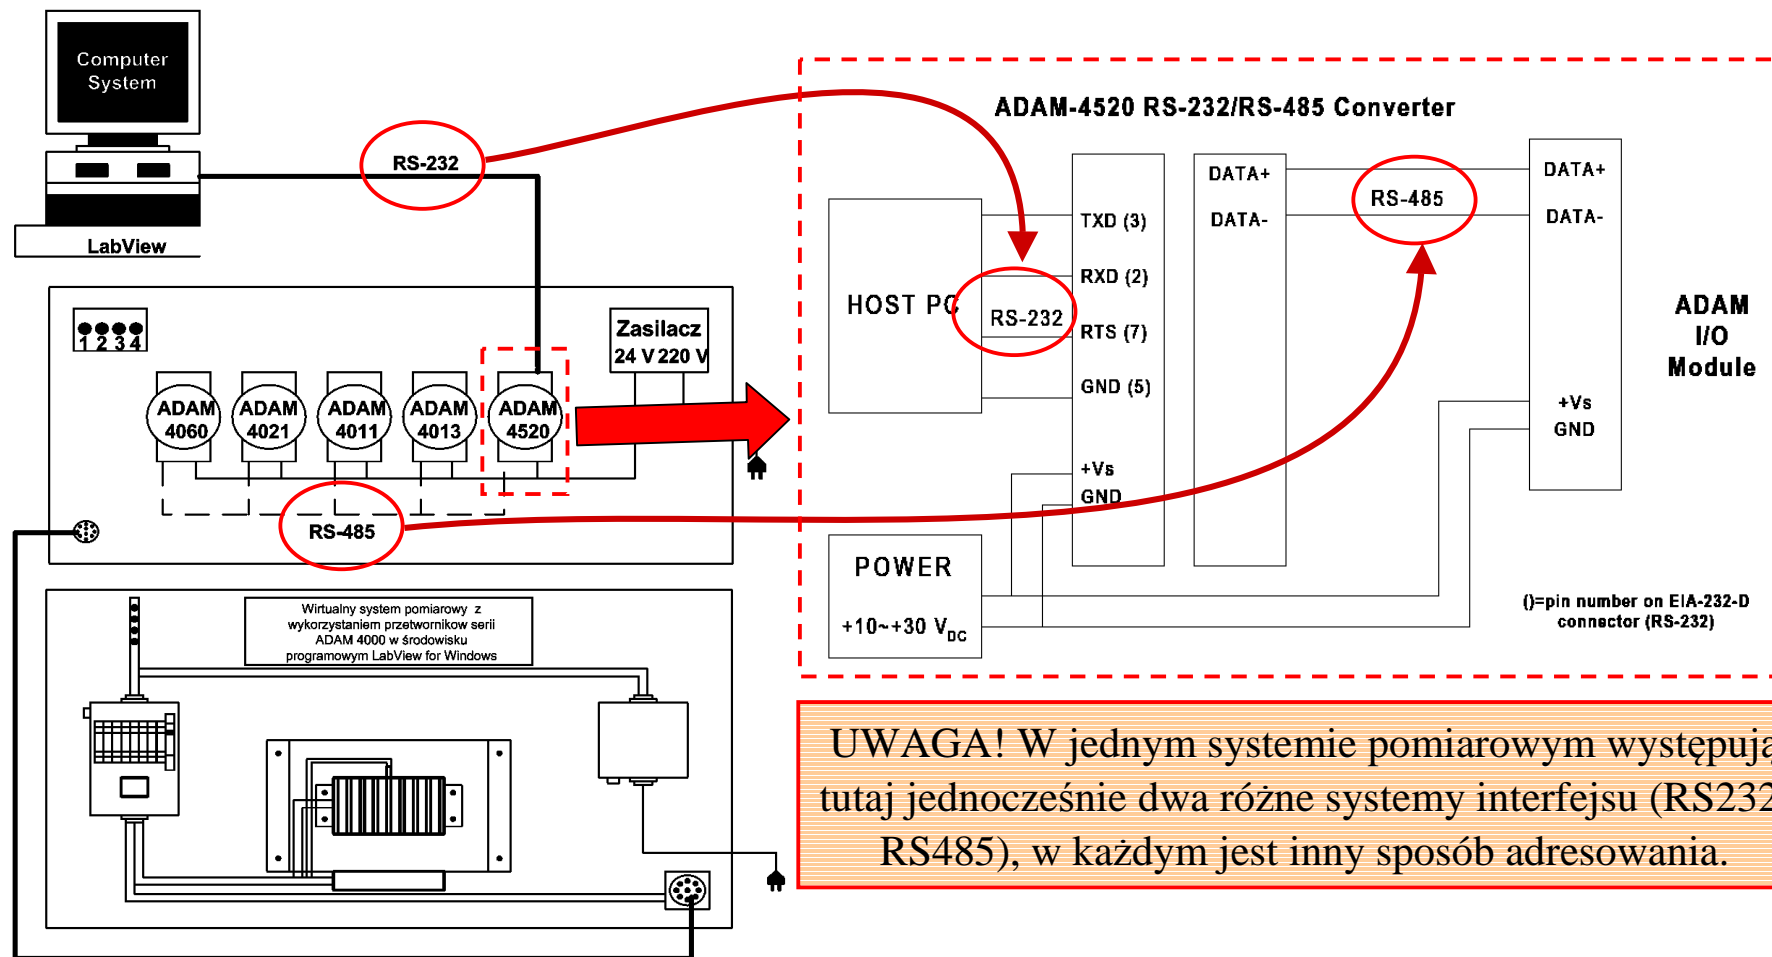 Computer
System
LabView
RS-232
1 2 3 4
Zasilacz
24 V 220 V
ADAM
4060
ADAM
4021
ADAM
4011
ADAM
4013
ADAM
4520
RS-485
Wirtualny system pomiarowy z
wykorzystaniem przetwornikow serii
ADAM 4000 w środowisku
programowym LabView for Windows
ADAM-4520 RS-232/RS-485 Converter
HOST PC
RS-232
TXD (3)
RXD (2)
RTS (7)
GND (5)
+Vs
GND
DATA+
DATA-
RS-485
DATA+
DATA-
+Vs
GND
ADAM
I/O
Module
POWER
+10~+30 VDC
()=pin number on EIA-232-D
connector (RS-232)
UWAGA! W jednym systemie pomiarowym występują
tutaj jednocześnie dwa różne systemy interfejsu (RS232
RS485), w każdym jest inny sposób adresowania.